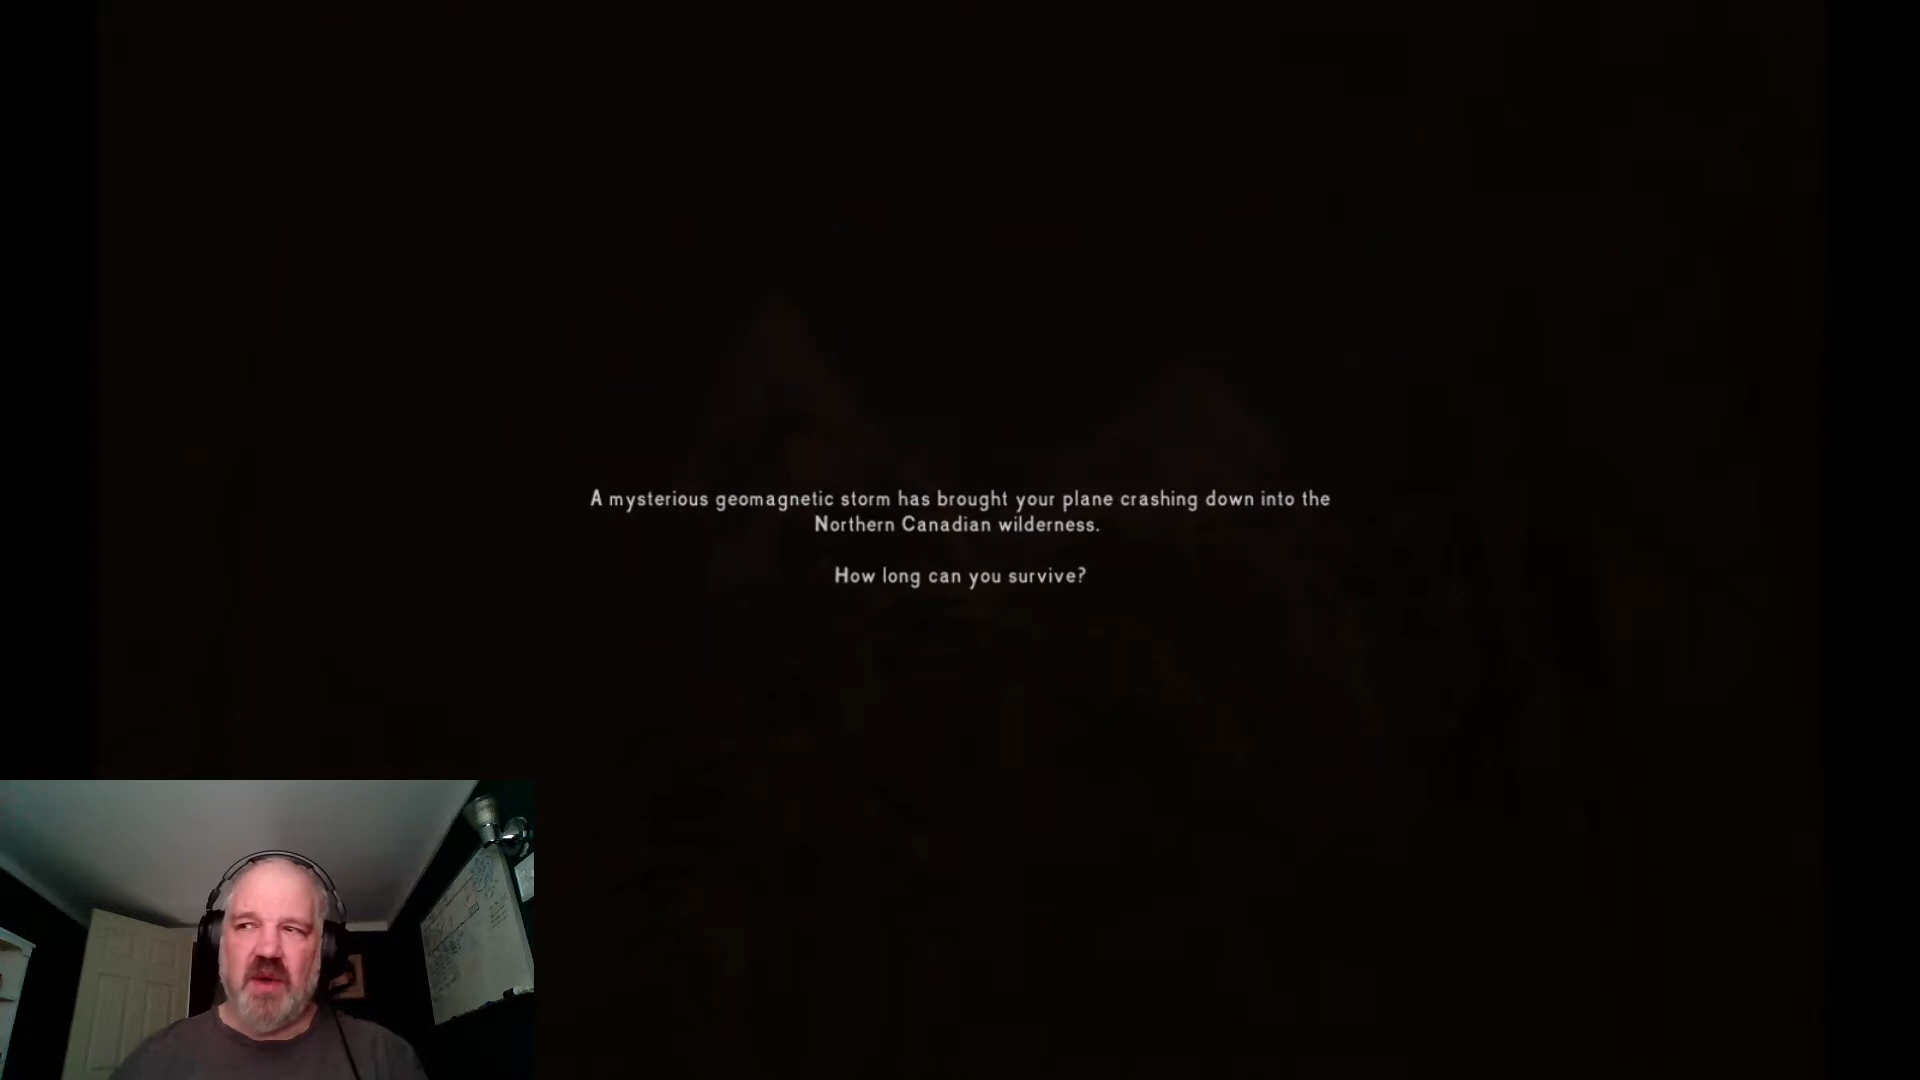 A mysterious geomagnetic storm has brought your plane crashing down into the
Northern Canadian wilderness.
How long can you survive?